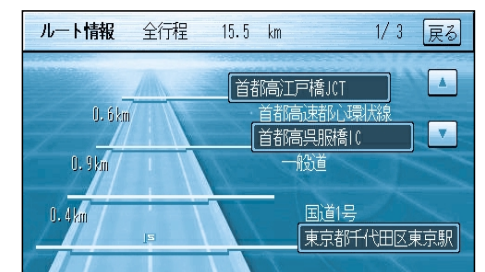 ルート情報 全行程 15.5 km 1/ 3 戻る
首都高江戸橋JCT
0.6km 首都高速都心環状線
首都高呉服橋IC
0.9km 一般道
0.4km 国道1号
東京都千代田区東京駅